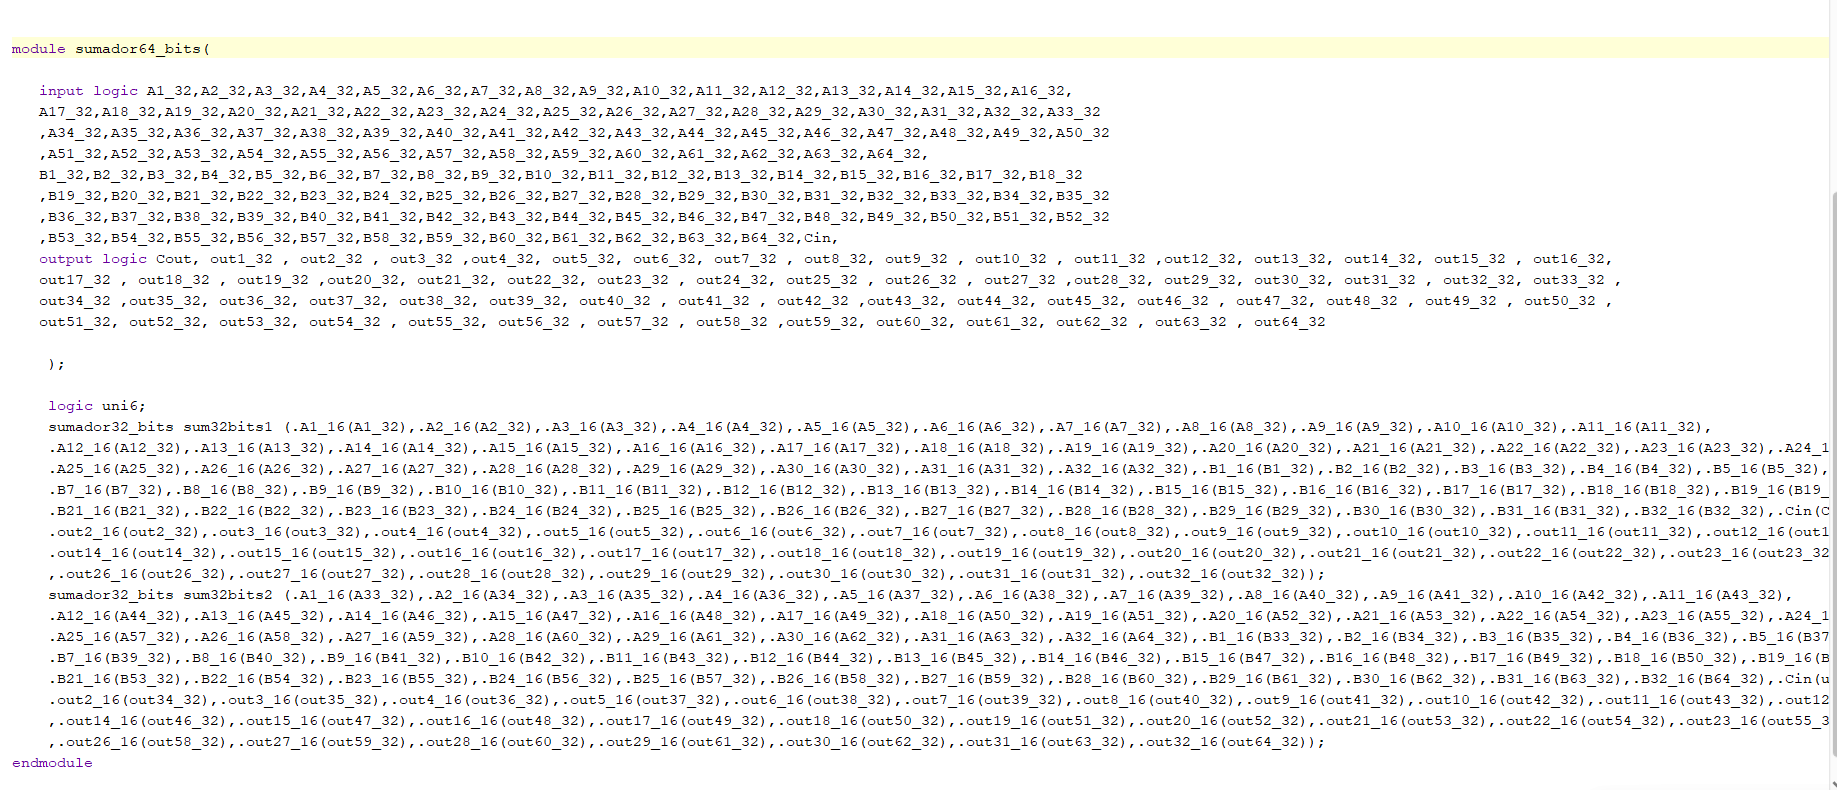 module sumador64_bits(
input logic A1_32,A2_32,A3_32,A4_32,A5_32,A6_32,A7_32,A8_32,A9_32,A10_32,A11_32,A12_32,A13_32,A14_32,A15_32,A16_32,
A17_32,A18_32,A19_32,A20_32,A21_32,A22_32,A23_32,A24_32,A25_32,A26_32,A27_32,A28_32,A29_32,A30_32,A31_32,A32_32,A33_32
,A34_32,A35_32,A36_32,A37_32,A38_32,A39_32,A40_32,A41_32,A42_32,A43_32,A44_32,A45_32,A46_32,A47_32,A48_32,A49_32,A50_32
,A51_32,A52_32,A53_32,A54_32,A55_32,A56_32,A57_32,A58_32,A59_32,A60_32,A61_32,A62_32,A63_32,A64_32,
B1_32,B2_32,B3_32,B4_32,B5_32,B6_32,B7_32,B8_32,B9_32,B10_32,B11_32,B12_32,B13_32,B14_32,B15_32,B16_32,B17_32,B18_32
,B19_32,B20_32,B21_32,B22_32,B23_32,B24_32,B25_32,B26_32,B27_32,B28_32,B29_32,B30_32,B31_32,B32_32,B33_32,B34_32,B35_32
,B36_32,B37_32,B38_32,B39_32,B40_32,B41_32,B42_32,B43_32,B44_32,B45_32,B46_32,B47_32,B48_32,B49_32,B50_32,B51_32,B52_32
,B53_32,B54_32,B55_32,B56_32,B57_32,B58_32,B59_32,B60_32,B61_32,B62_32,B63_32,B64_32,Cin,
output logic Cout, out1_32 , out2_32 , out3_32 ,out4_32, out5_32, out6_32, out7_32 , out8_32, out9_32 , out10_32 , out11_32 ,out12_32, out13_32, out14_32, out15_32 , out16_32,
out17_32 , out18_32 , out19_32 ,out20_32, out21_32, out22_32, out23_32 , out24_32, out25_32 , out26_32 , out27_32 ,out28_32, out29_32, out30_32, out31_32 , out32_32, out33_32 ,
out34_32 ,out35_32, out36_32, out37_32, out38_32, out39_32, out40_32 , out41_32 , out42_32 ,out43_32, out44_32, out45_32, out46_32 , out47_32, out48_32 , out49_32 , out50_32 ,
out51_32, out52_32, out53_32, out54_32 , out55_32, out56_32 , out57_32 , out58_32 ,out59_32, out60_32, out61_32, out62_32 , out63_32 , out64_32
);
logic uni6;
sumador32_bits sum32bits1 (.A1_16(A1_32),.A2_16(A2_32),.A3_16(A3_32),.A4_16(A4_32),.A5_16(A5_32),.A6_16(A6_32),.A7_16(A7_32),.A8_16(A8_32),.A9_16(A9_32),.A10_16(A10_32),.A11_16(A11_32),
.A12_16(A12_32),.A13_16(A13_32),.A14_16(A14_32),.A15_16(A15_32),.A16_16(A16_32),.A17_16(A17_32),.A18_16(A18_32),.A19_16(A19_32),.A20_16(A20_32),.A21_16(A21_32),.A22_16(A22_32),.A23_16(A23_32),.A24_1
.A25_16(A25_32),.A26_16(A26_32),.A27_16(A27_32),.A28_16(A28_32),.A29_16(A29_32),.A30_16(A30_32),.A31_16(A31_32),.A32_16(A32_32),.B1_16(B1_32),.B2_16(B2_32),.B3_16(B3_32),.B4_16(B4_32),.B5_16(B5_32),
.B7_16(B7_32),.B8_16(B8_32),.B9_16(B9_32),.B10_16(B10_32),.B11_16(B11_32),.B12_16(B12_32),.B13_16(B13_32),.B14_16(B14_32),.B15_16(B15_32),.B16_16(B16_32),.B17_16(B17_32),.B18_16(B18_32),.B19_16(B19_
.B21_16(B21_32),.B22_16(B22_32),.B23_16(B23_32),.B24_16(B24_32),.B25_16(B25_32),.B26_16(B26_32),.B27_16(B27_32),.B28_16(B28_32),.B29_16(B29_32),.B30_16(B30_32),.B31_16(B31_32),.B32_16(B32_32),.Cin(C
.out2_16(out2_32),.out3_16(out3_32),.out4_16(out4_32),.out5_16(out5_32),.out6_16(out6_32),.out7_16(out7_32),.out8_16(out8_32),.out9_16(out9_32),.out10_16(out10_32),.out11_16(out11_32),.out12_16(out1
.out14_16(out14_32),.out15_16(out15_32),.out16_16(out16_32),.out17_16(out17_32),.out18_16(out18_32),.out19_16(out19_32),.out20_16(out20_32),.out21_16(out21_32),.out22_16(out22_32),.out23_16(out23_32
,.out26_16(out26_32),.out27_16(out27_32),.out28_16(out28_32),.out29_16(out29_32),.out30_16(out30_32),.out31_16(out31_32),.out32_16(out32_32));
sumador32_bits sum32bits2 (.A1_16(A33_32),.A2_16(A34_32),.A3_16(A35_32),.A4_16(A36_32),.A5_16(A37_32),.A6_16(A38_32),.A7_16(A39_32),.A8_16(A40_32),.A9_16(A41_32),.A10_16(A42_32),.A11_16(A43_32),
.A12_16(A44_32),.A13_16(A45_32),.A14_16(A46_32),.A15_16(A47_32),.A16_16(A48_32),.A17_16(A49_32),.A18_16(A50_32),.A19_16(A51_32),.A20_16(A52_32),.A21_16(A53_32),.A22_16(A54_32),.A23_16(A55_32),.A24_1
.A25_16(A57_32),.A26_16(A58_32),.A27_16(A59_32),.A28_16(A60_32),.A29_16(A61_32),.A30_16(A62_32),.A31_16(A63_32),.A32_16(A64_32),.B1_16(B33_32),.B2_16(B34_32),.B3_16(B35_32),.B4_16(B36_32),.B5_16(B37
.B7_16(B39_32),.B8_16(B40_32),.B9_16(B41_32),.B10_16(B42_32),.B11_16(B43_32),.B12_16(B44_32),.B13_16(B45_32),.B14_16(B46_32),.B15_16(B47_32),.B16_16(B48_32),.B17_16(B49_32),.B18_16(B50_32),.B19_16(B
.B21_16(B53_32),.B22_16(B54_32),.B23_16(B55_32),.B24_16(B56_32),.B25_16(B57_32),.B26_16(B58_32),.B27_16(B59_32),.B28_16(B60_32),.B29_16(B61_32),.B30_16(B62_32),.B31_16(B63_32),.B32_16(B64_32),.Cin(u
.out2_16(out34_32),.out3_16(out35_32),.out4_16(out36_32),.out5_16(out37_32),.out6_16(out38_32),.out7_16(out39_32),.out8_16(out40_32),.out9_16(out41_32),.out10_16(out42_32),.out11_16(out43_32),.out12
,.out14_16(out46_32),.out15_16(out47_32),.out16_16(out48_32),.out17_16(out49_32),.out18_16(out50_32),.out19_16(out51_32),.out20_16(out52_32),.out21_16(out53_32),.out22_16(out54_32),.out23_16(out55_3
,.out26_16(out58_32),.out27_16(out59_32),.out28_16(out60_32),.out29_16(out61_32),.out30_16(out62_32),.out31_16(out63_32),.out32_16(out64_32));
endmodule